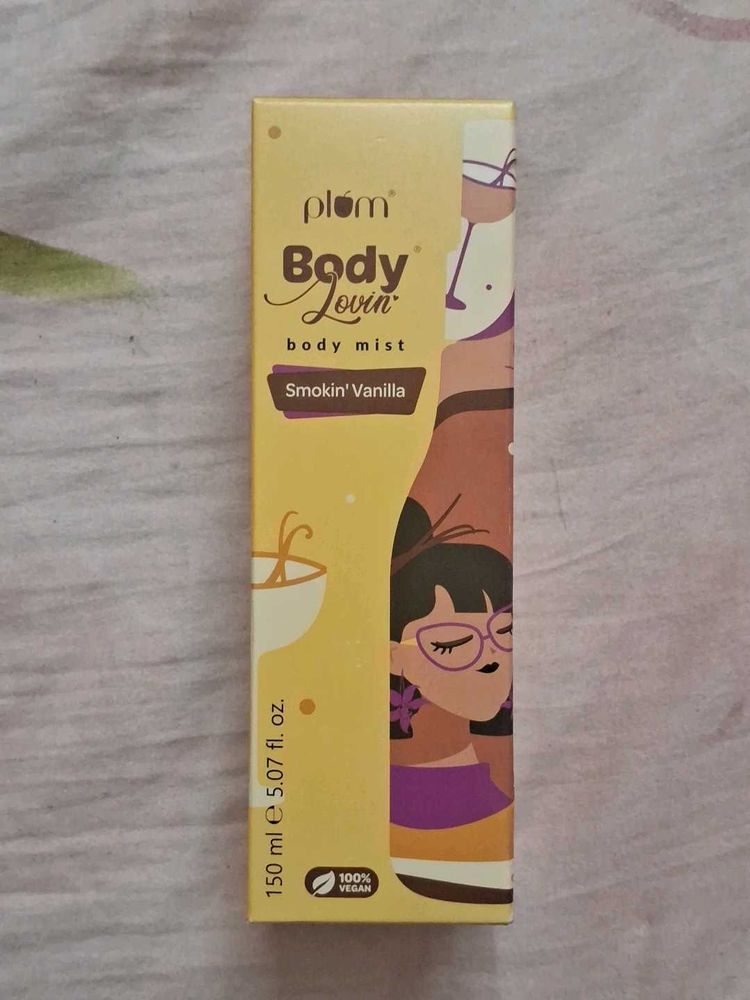 plum®
Body®
Lovin'
body mist
Smokin' Vanilla
150 ml ℮ 5.07 fl. oz.
100%
VEGAN